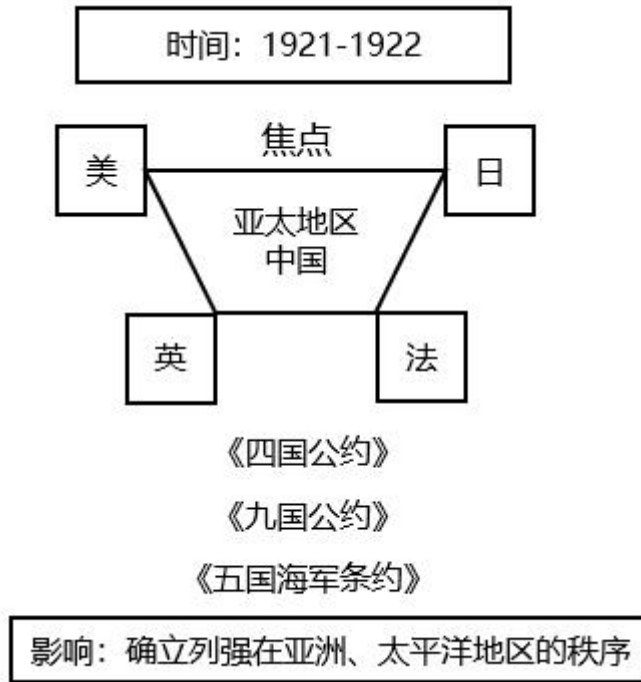 时间：1921-1922
焦点
美
日
亚太地区
中国
英
法
《四国公约》
《九国公约》
《五国海军条约》
影响：确立列强在亚洲、太平洋地区的秩序